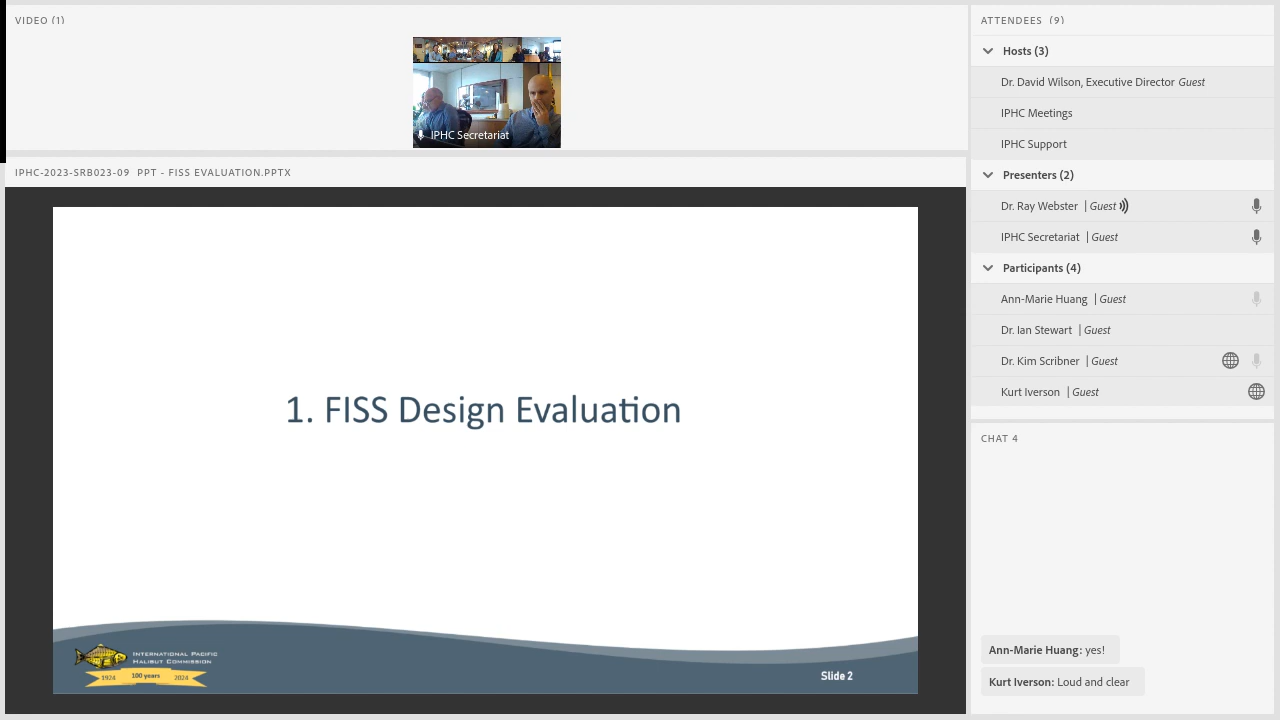 VIDEO (1)
IPHC Secretariat
IPHC-2023-SRB023-09 PPT - FISS EVALUATION.PPTX
1. FISS Design Evaluation
INTERNATIONAL PACIFIC
HALIBUT COMMISSION
1924 100 years 2024
Slide 2
ATTENDEES (9)
Hosts (3)
Dr. David Wilson, Executive Director Guest
IPHC Meetings
IPHC Support
Presenters (2)
Dr. Ray Webster | Guest
IPHC Secretariat | Guest
Participants (4)
Ann-Marie Huang | Guest
Dr. Ian Stewart | Guest
Dr. Kim Scribner | Guest
Kurt Iverson | Guest
CHAT 4
Ann-Marie Huang: yes!
Kurt Iverson: Loud and clear